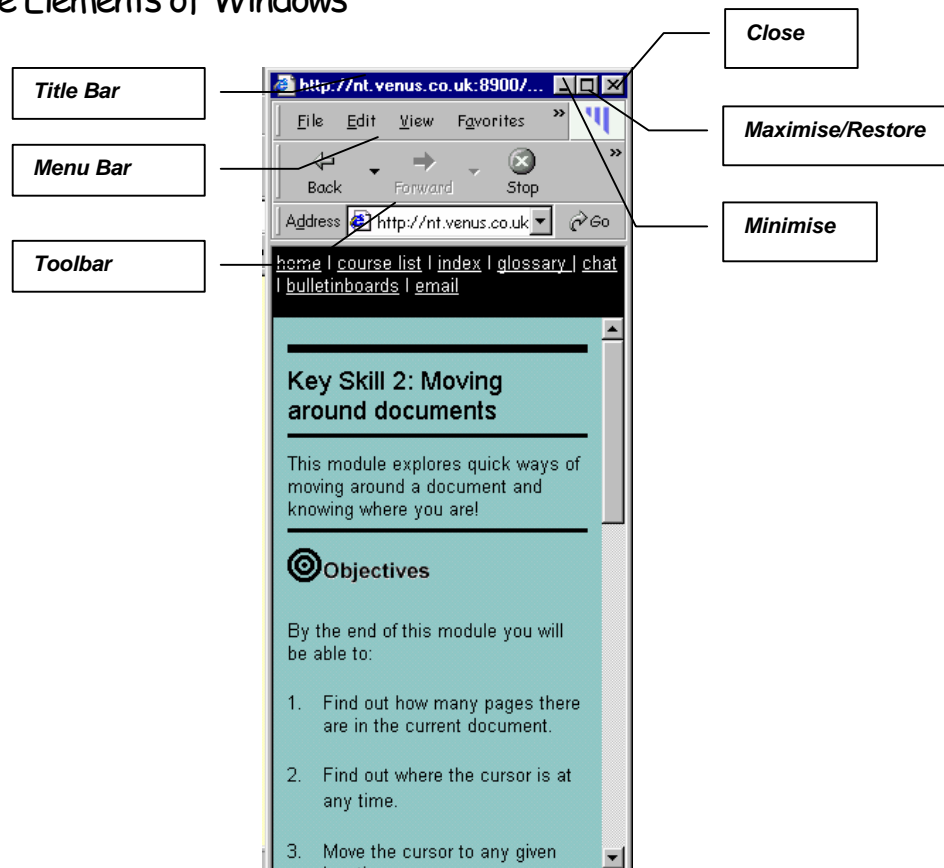 e Elements of Windows
Close
Title Bar
http://nt.venus.co.uk:8900/...
Maximise/Restore
File Edit View Favorites »
Menu Bar
Back Forward Stop »
Minimise
Address http://nt.venus.co.uk Go
Toolbar
home | course list | index | glossary | chat
| bulletinboards | email
Key Skill 2: Moving
around documents
This module explores quick ways of
moving around a document and
knowing where you are!
Objectives
By the end of this module you will
be able to:
1. Find out how many pages there
are in the current document.
2. Find out where the cursor is at
any time.
3. Move the cursor to any given